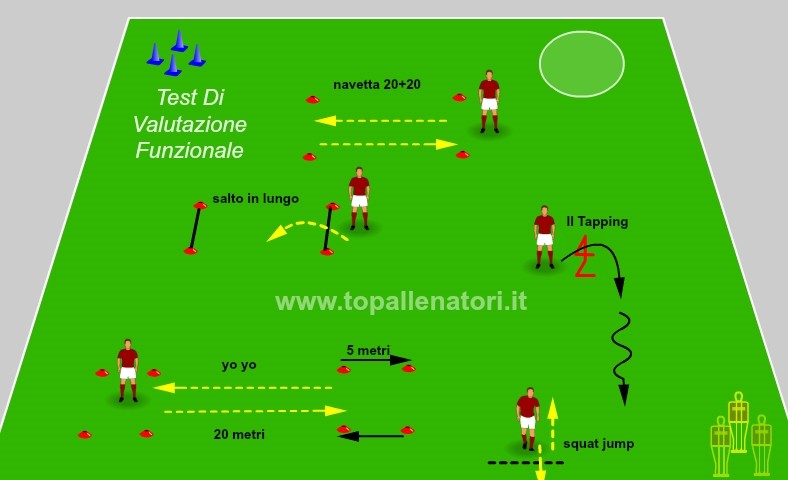 navetta 20+20
Test Di
Valutazione
Funzionale
salto in lungo
Il Tapping
www.topallenatori.it
5 metri
yo yo
20 metri
squat jump